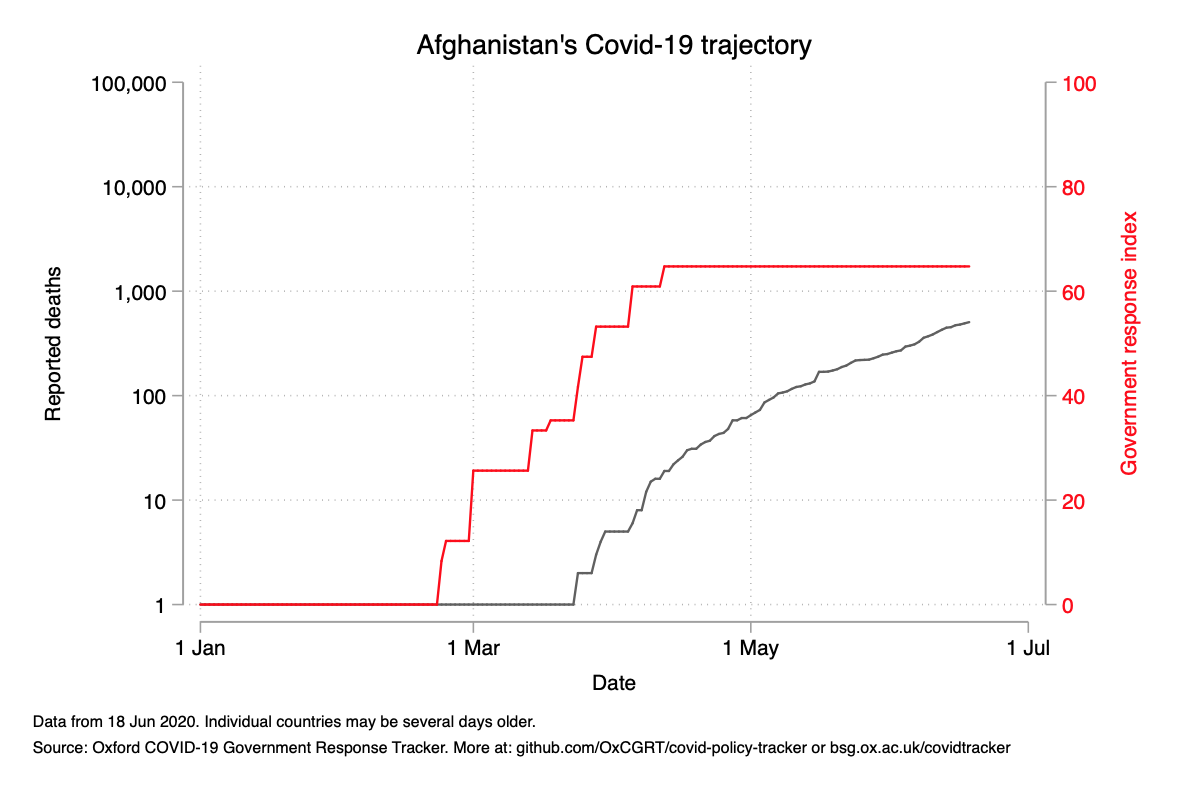 Afghanistan's Covid-19 trajectory
100,000
10,000
1,000
100
10
1
Reported deaths
100
80
60
40
20
0
Government response index
1 Jan
1 Mar
1 May
1 Jul
Date
Data from 18 Jun 2020. Individual countries may be several days older.
Source: Oxford COVID-19 Government Response Tracker. More at: github.com/OxCGRT/covid-policy-tracker or bsg.ox.ac.uk/covidtracker